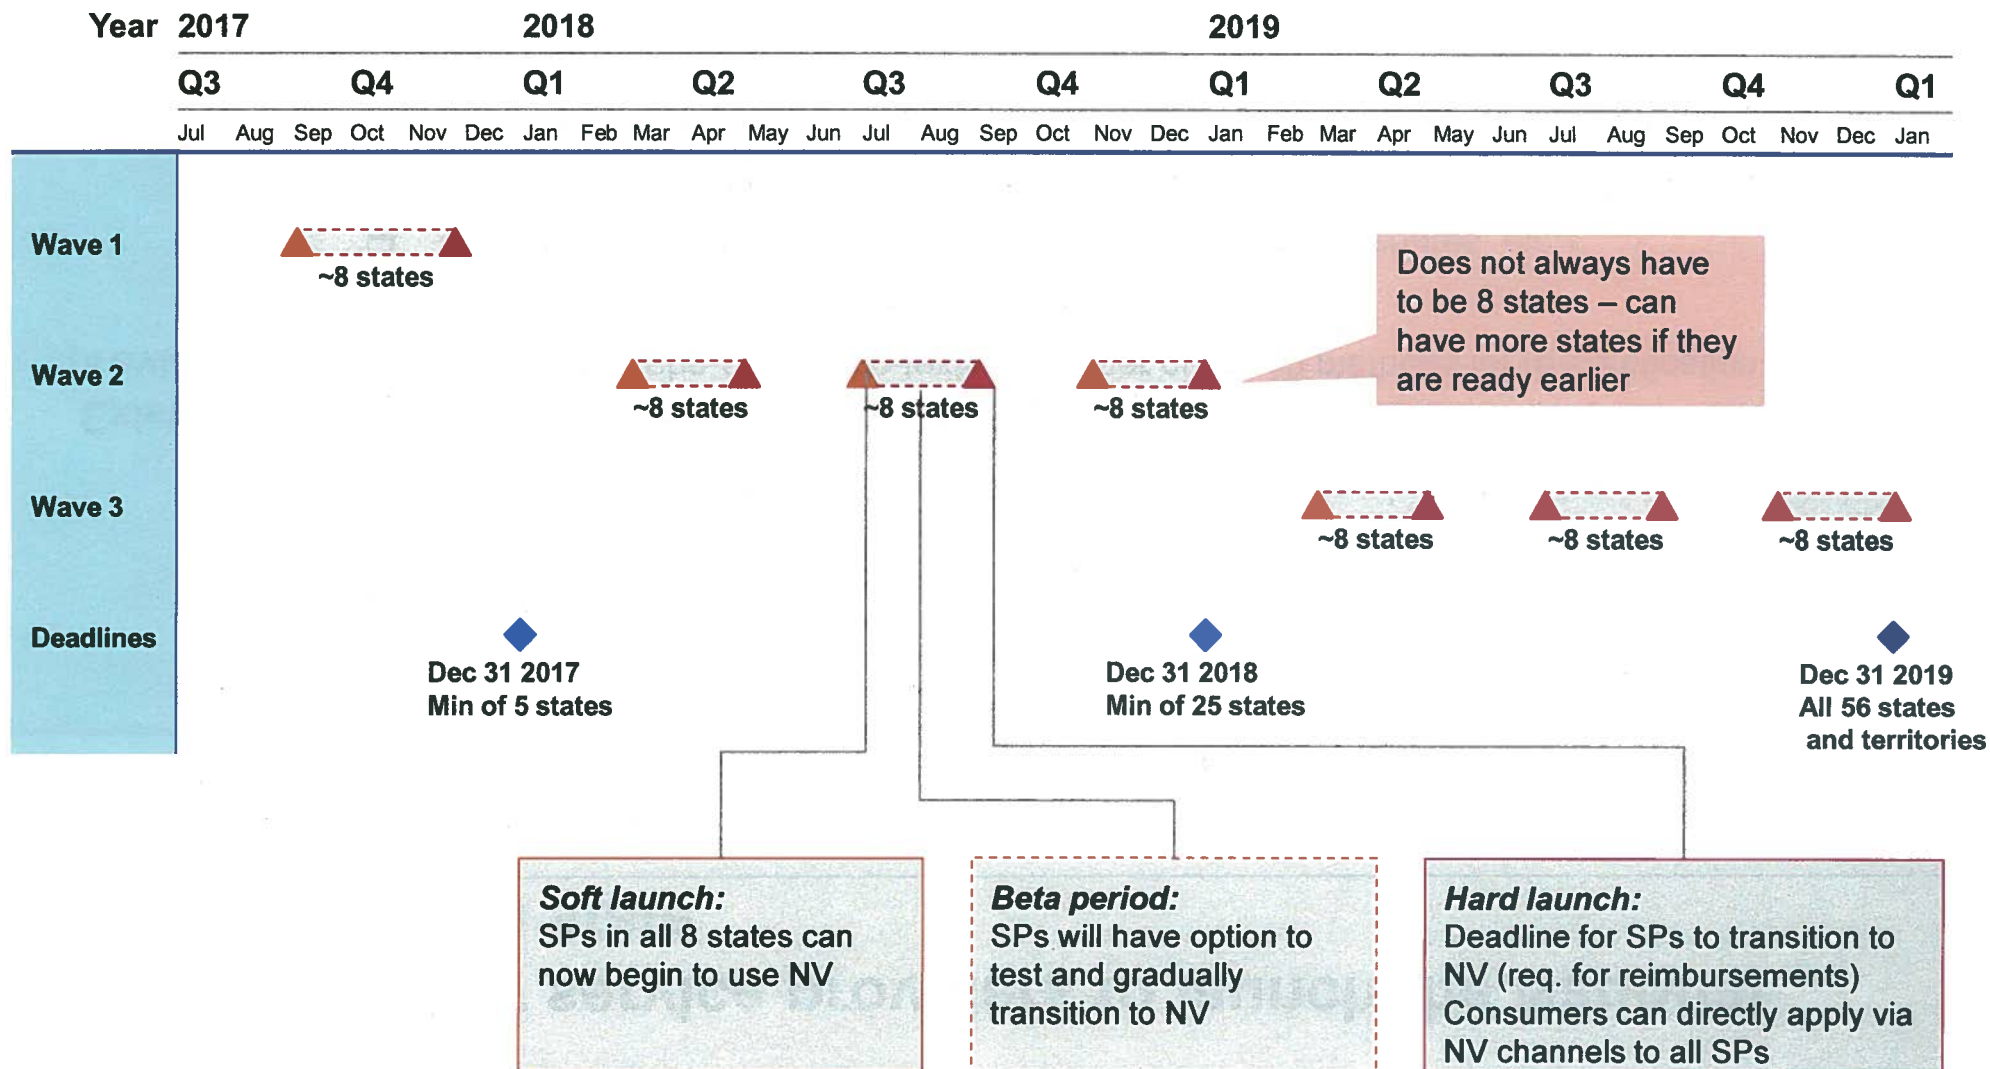 Year 2017 2018 2019
Q3 Q4 Q1 Q2 Q3 Q4 Q1 Q2 Q3 Q4 Q1
Jul Aug Sep Oct Nov Dec Jan Feb Mar Apr May Jun Jul Aug Sep Oct Nov Dec Jan Feb Mar Apr May Jun Jul Aug Sep Oct Nov Dec Jan
Wave 1
~8 states
Does not always have
to be 8 states – can
have more states if they
are ready earlier
Wave 2
~8 states ~8 states ~8 states
Wave 3
~8 states ~8 states ~8 states
Deadlines
Dec 31 2017
Min of 5 states
Dec 31 2018
Min of 25 states
Dec 31 2019
All 56 states
and territories
Soft launch:
SPs in all 8 states can
now begin to use NV
Beta period:
SPs will have option to
test and gradually
transition to NV
Hard launch:
Deadline for SPs to transition to
NV (req. for reimbursements)
Consumers can directly apply via
NV channels to all SPs